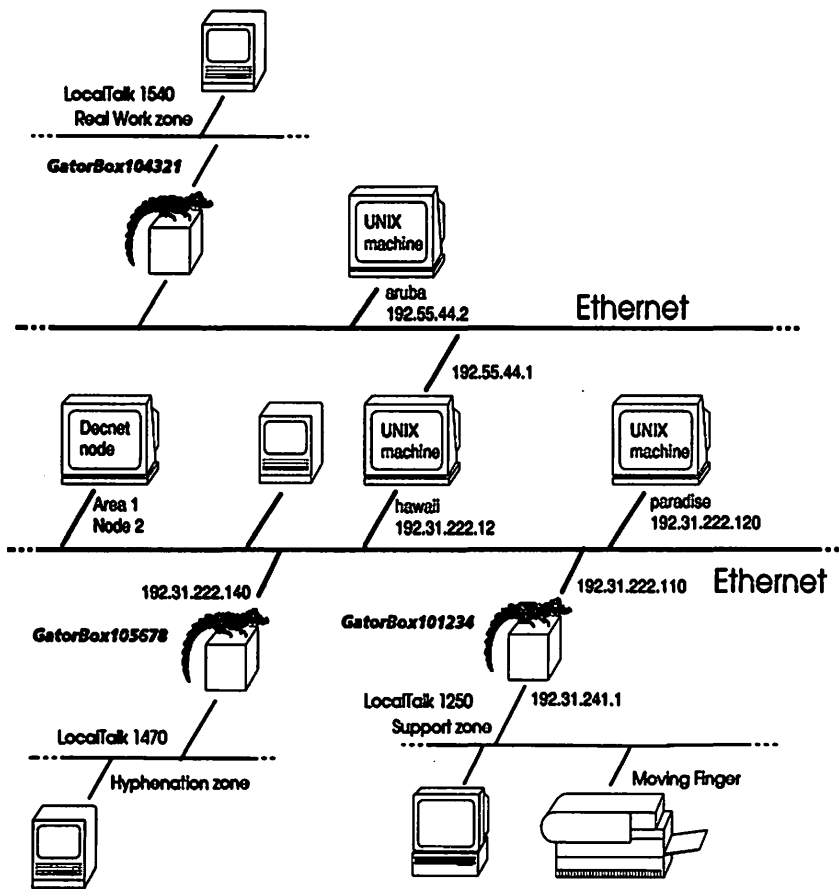 LocalTalk 1540
Real Work zone
GatorBox104321
UNIX
machine
aruba
192.55.44.2
Ethernet
192.55.44.1
Decnet
node
UNIX
machine
UNIX
machine
Area 1
Node 2
hawaii
192.31.222.12
paradise
192.31.222.120
192.31.222.140
192.31.222.110
Ethernet
GatorBox105678
GatorBox101234
LocalTalk 1250
Support zone
192.31.241.1
LocalTalk 1470
Hyphenation zone
Moving Finger